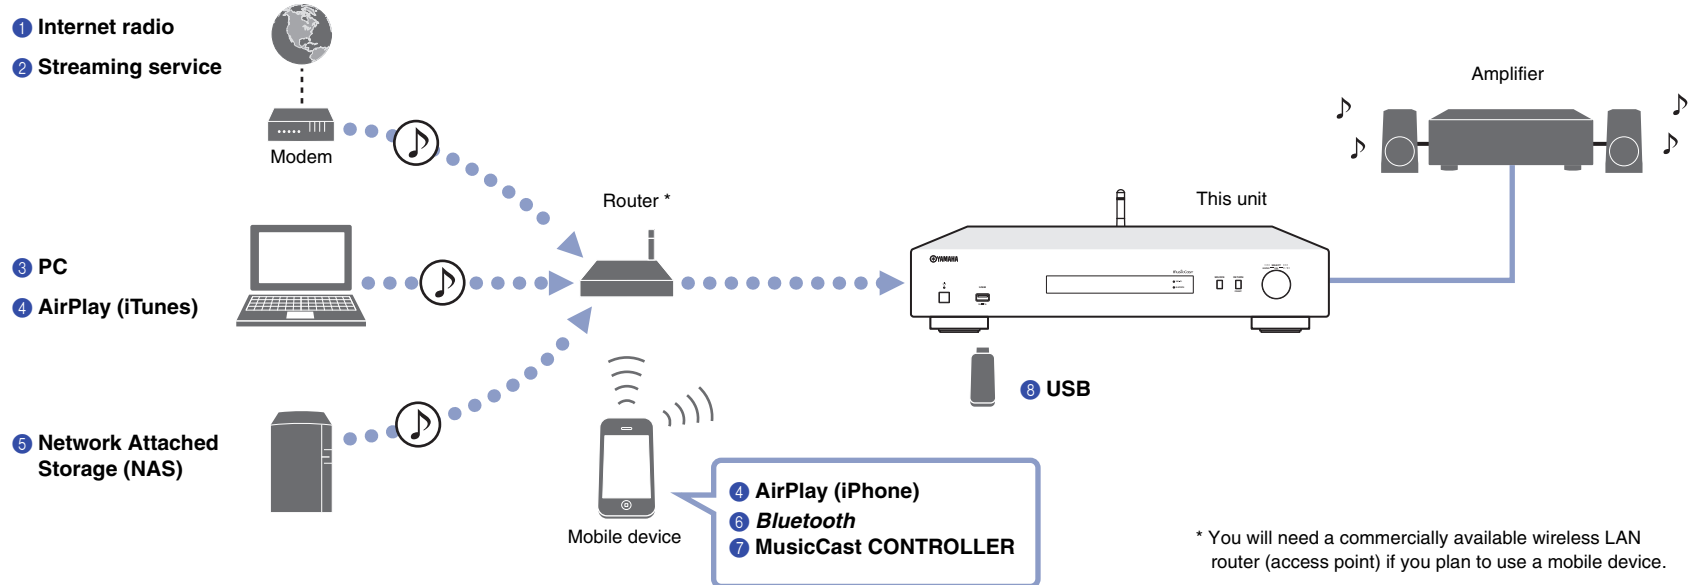 1 Internet radio
2 Streaming service
Modem
Amplifier
Router *
This unit
3 PC
4 AirPlay (iTunes)
YAMAHA
MusicCast
8 USB
5 Network Attached
Storage (NAS)
Mobile device
4 AirPlay (iPhone)
6 Bluetooth
7 MusicCast CONTROLLER
* You will need a commercially available wireless LAN
router (access point) if you plan to use a mobile device.